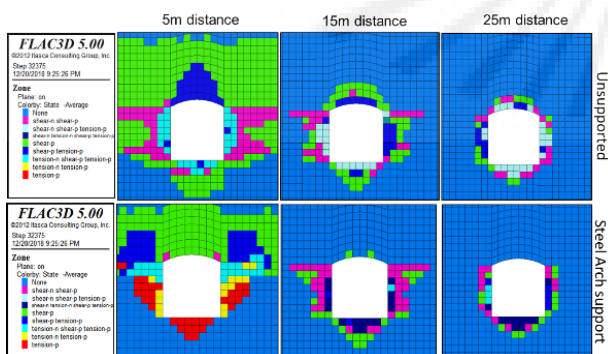 5m distance
15m distance
25m distance
FLAC3D 5.00
©2012 Itasca Consulting Group, Inc.
Step 32375
12/20/2018 9:25:26 PM
Zone
Plane: on
Colorby: State -Average
None
shear-n shear-p
shear-n shear-p tension-p
shear-n tension-n shear-p tension-p
shear-p
shear-p tension-p
tension-n shear-p tension-p
tension-n tension-p
tension-p
Unsupported
FLAC3D 5.00
©2012 Itasca Consulting Group, Inc.
Step 32375
12/20/2018 9:25:26 PM
Zone
Plane: on
Colorby: State -Average
None
shear-n shear-p
shear-n shear-p tension-p
shear-n tension-n shear-p tension-p
shear-p
shear-p tension-p
tension-n shear-p tension-p
tension-n tension-p
tension-p
Steel Arch support